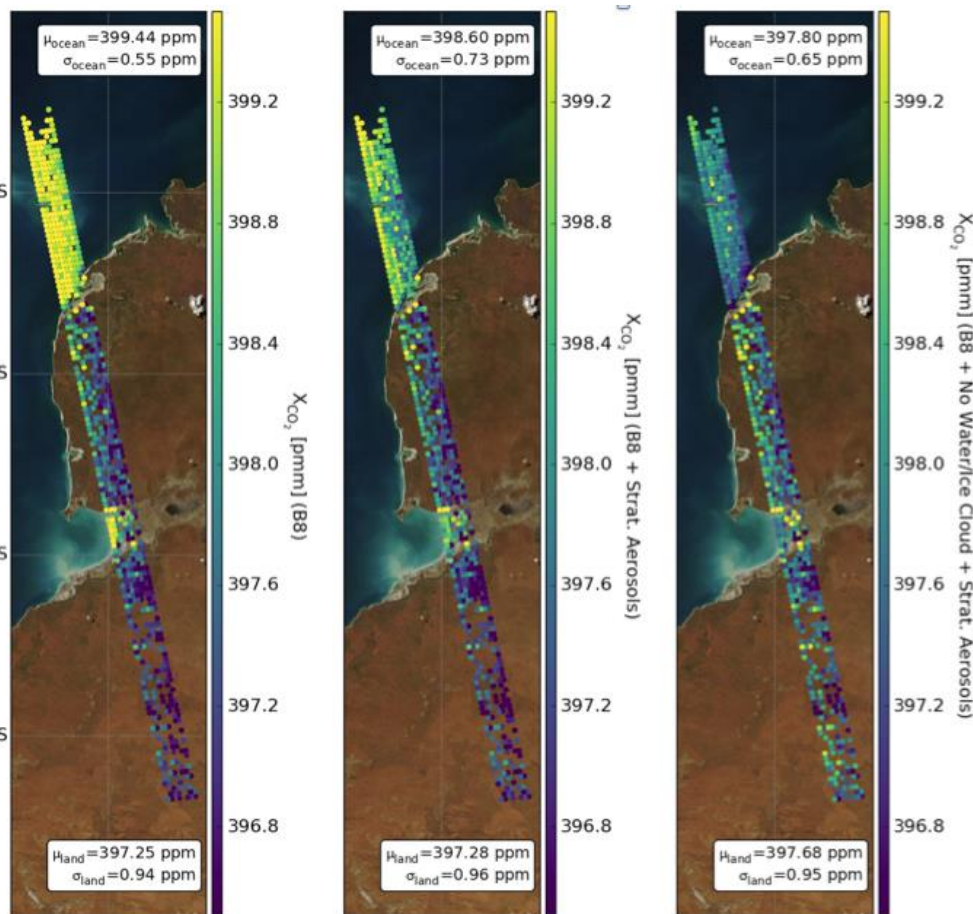 μocean=399.44 ppm
σocean=0.55 ppm
399.2
398.8
398.4
398.0
397.6
397.2
396.8
XCO2 [pmm] (B8)
S
S
S
S
μland=397.25 ppm
σland=0.94 ppm
μocean=398.60 ppm
σocean=0.73 ppm
399.2
398.8
398.4
398.0
397.6
397.2
396.8
XCO2 [pmm] (B8 + Strat. Aerosols)
μland=397.28 ppm
σland=0.96 ppm
μocean=397.80 ppm
σocean=0.65 ppm
399.2
398.8
398.4
398.0
397.6
397.2
396.8
XCO2 [pmm] (B8 + No Water/Ice Cloud + Strat. Aerosols)
μland=397.68 ppm
σland=0.95 ppm